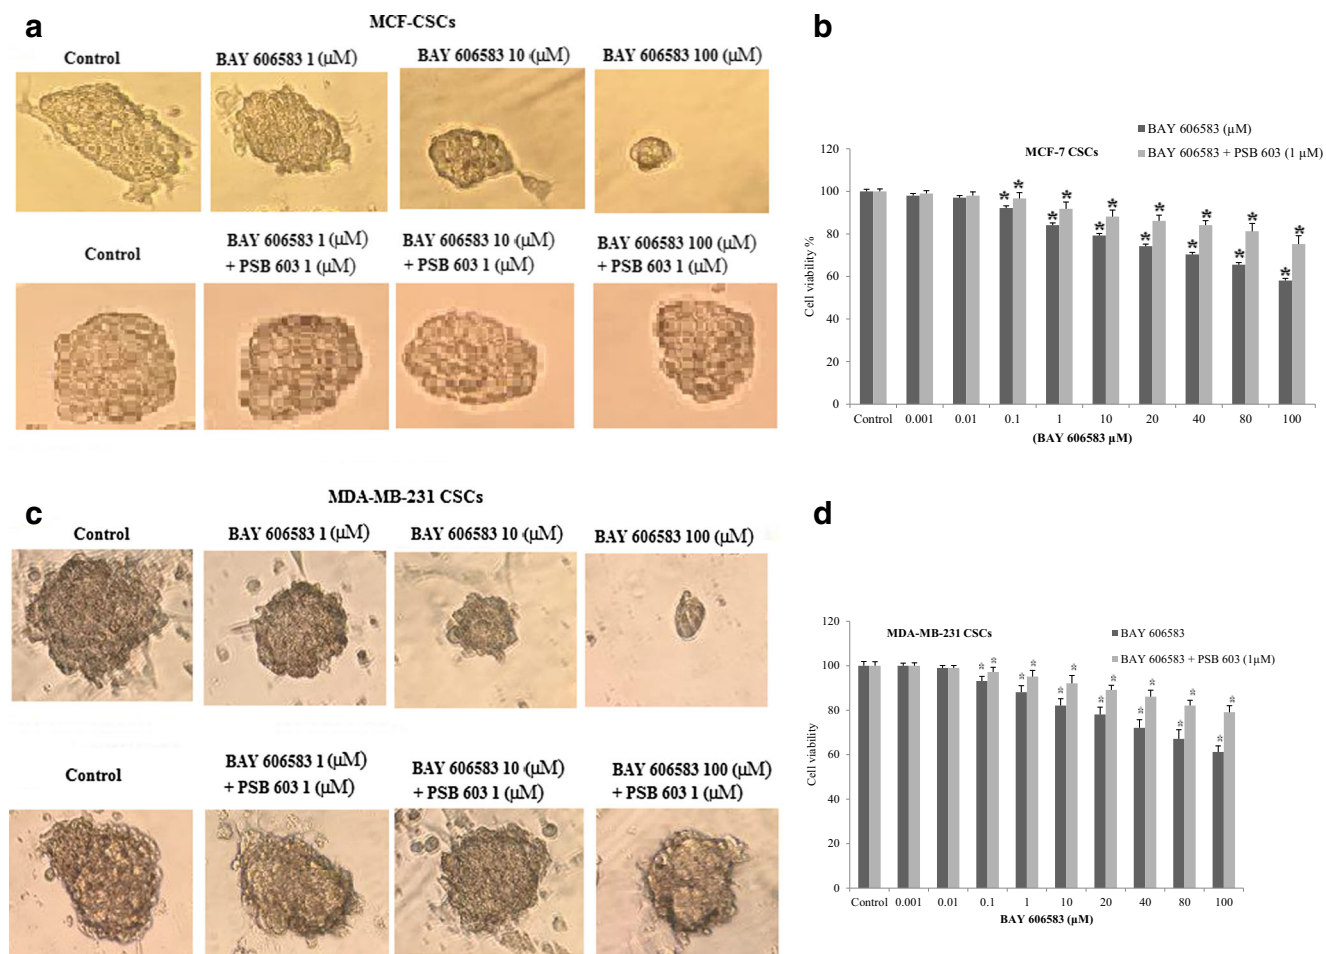 a
MCF-CSCs
Control
BAY 606583 1 (μM)
BAY 606583 10 (μM)
BAY 606583 100 (μM)
Control
BAY 606583 1 (μM)
+ PSB 603 1 (μM)
BAY 606583 10 (μM)
+ PSB 603 1 (μM)
BAY 606583 100 (μM)
+ PSB 603 1 (μM)
b
BAY 606583 (μM)
BAY 606583 + PSB 603 (1 μM)
MCF-7 CSCs
Cell viability %
120
100
80
60
40
20
0
Control 0.001 0.01 0.1 1 10 20 40 80 100
(BAY 606583 μM)
* * * * * * * * * * * * * *
c
MDA-MB-231 CSCs
Control
BAY 606583 1 (μM)
BAY 606583 10 (μM)
BAY 606583 100 (μM)
Control
BAY 606583 1 (μM)
+ PSB 603 1 (μM)
BAY 606583 10 (μM)
+ PSB 603 1 (μM)
BAY 606583 100 (μM)
+ PSB 603 1 (μM)
d
MDA-MB-231 CSCs
BAY 606583
BAY 606583 + PSB 603 (1μM)
Cell viability
120
100
80
60
40
20
0
Control 0.001 0.01 0.1 1 10 20 40 80 100
BAY 606583 (μM)